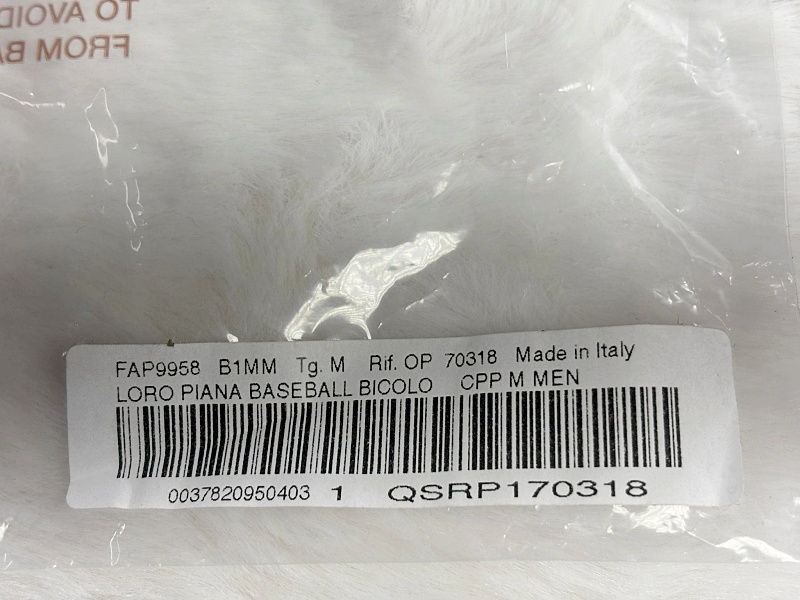 TO AVOID
FROM BA
FAP9958 B1MM Tg. M Rif. OP 70318 Made in Italy
LORO PIANA BASEBALL BICOLO CPP M MEN
0037820950403 1 QSRP170318